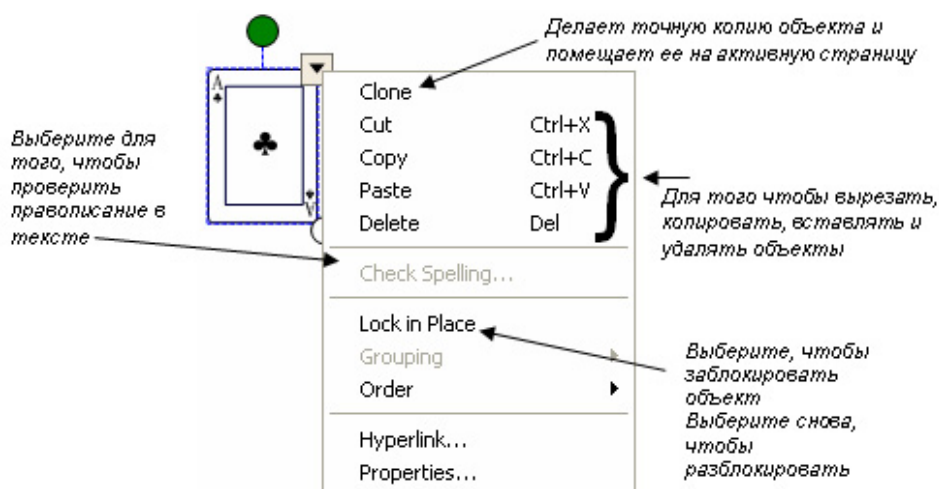 Делает точную копию объекта и
помещает ее на активную страницу
A
A
Clone
Cut Ctrl+X
Copy Ctrl+C
Paste Ctrl+V
Delete Del
Check Spelling...
Lock in Place
Grouping
Order
Hyperlink...
Properties...
Выберите для
того, чтобы
проверить
правописание в
тексте
Для того чтобы вырезать,
копировать, вставлять и
удалять объекты
Выберите, чтобы
заблокировать
объект
Выберите снова,
чтобы
разблокировать